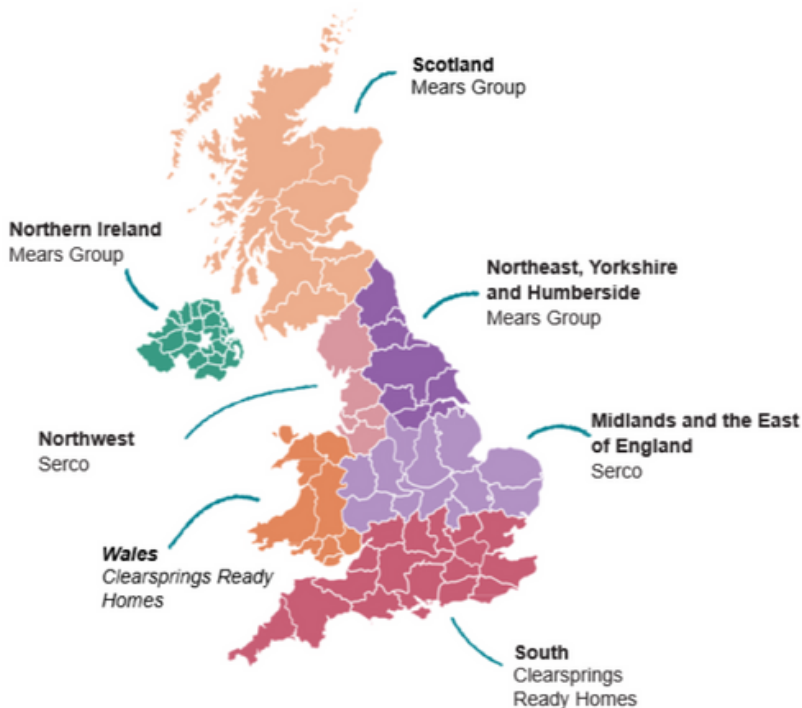 Scotland
Mears Group
Northern Ireland
Mears Group
Northeast, Yorkshire
and Humberside
Mears Group
Northwest
Serco
Midlands and the East
of England
Serco
Wales
Clearsprings Ready
Homes
South
Clearsprings
Ready Homes